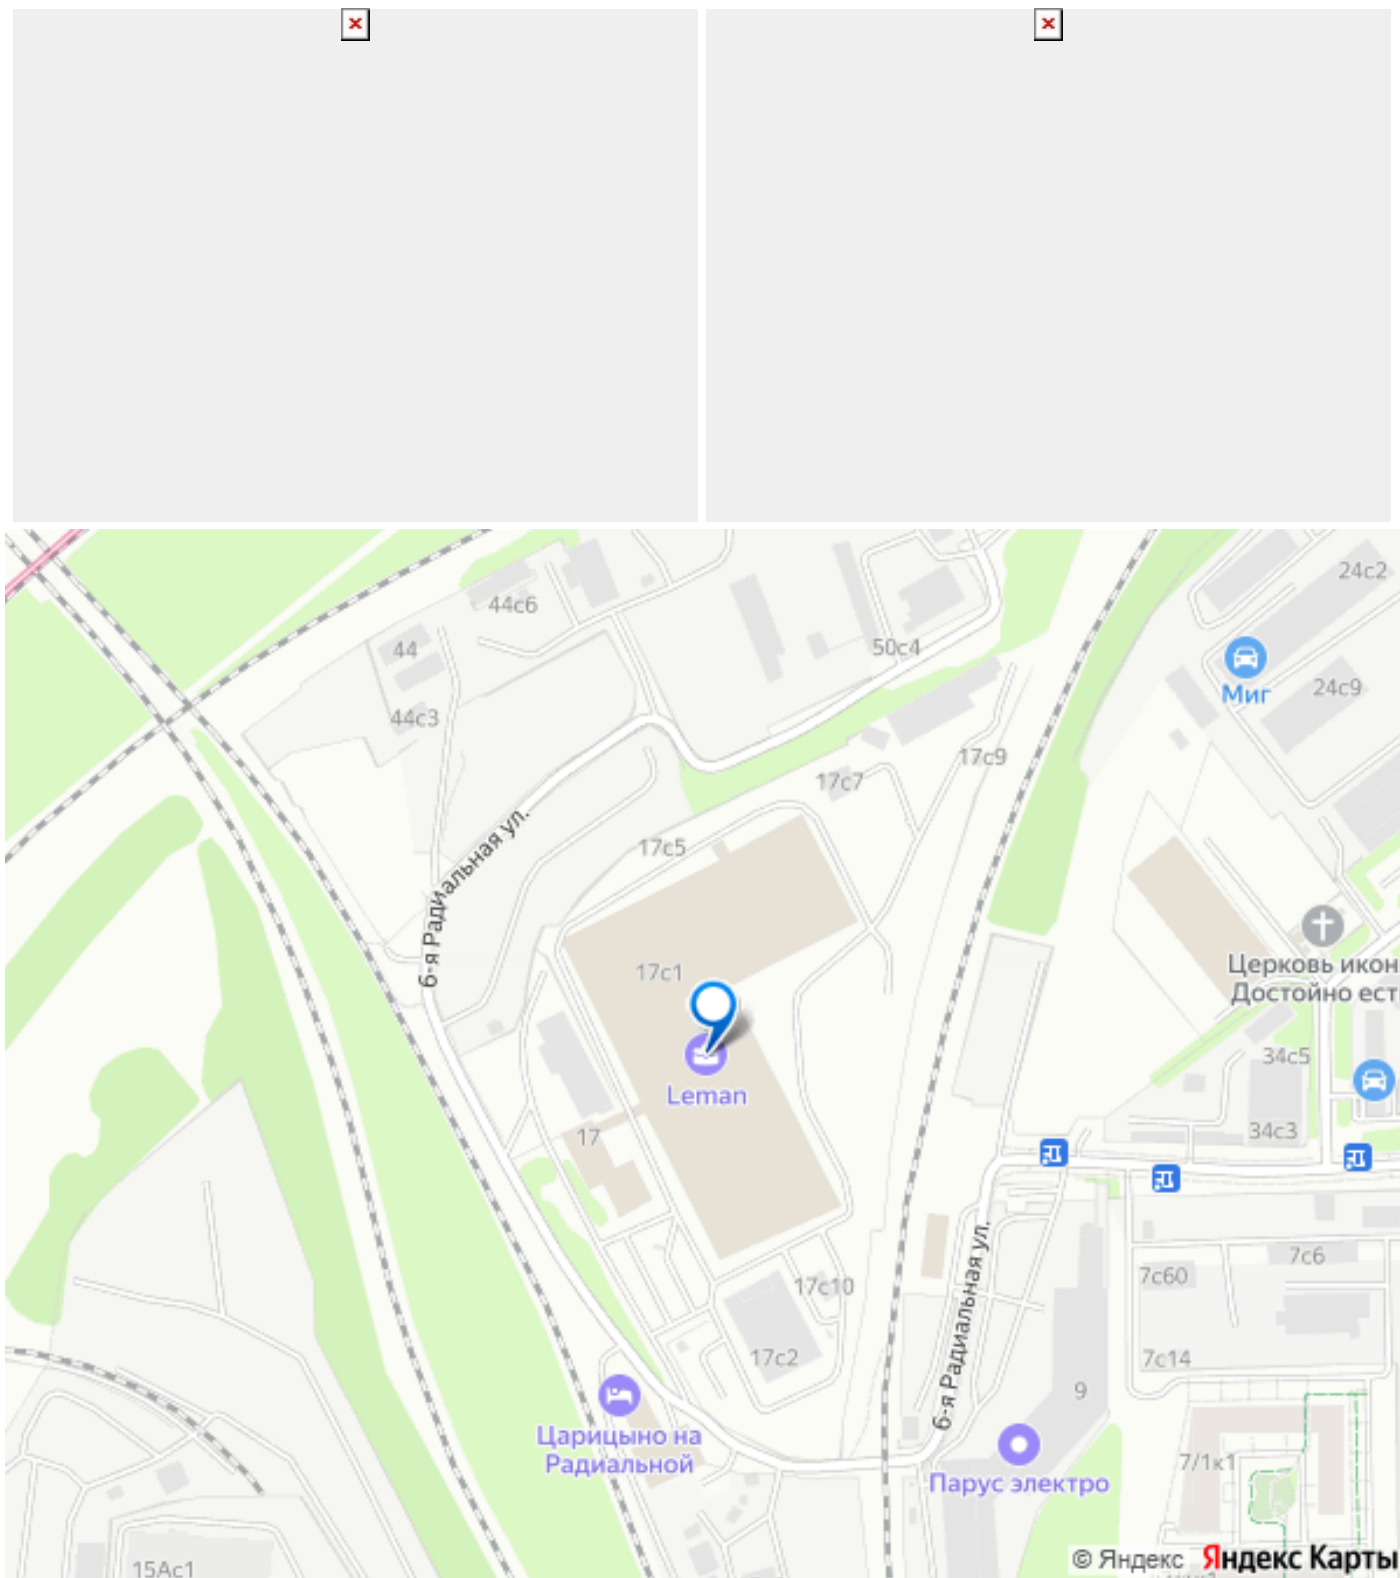 24с2
44с6
44
50с4
Миг
24с9
44с3
17с9
17с7
6-я Радиальная ул.
17с5
Церковь икон
Достойно ест
17с1
34с5
Leman
17
34с3
6-я Радиальная ул.
7с6
7с60
17с10
17с2
7с14
9
Царицыно на
Радиальной
7/1к1
Парус электро
15Ас1
© Яндекс Яндекс Карты